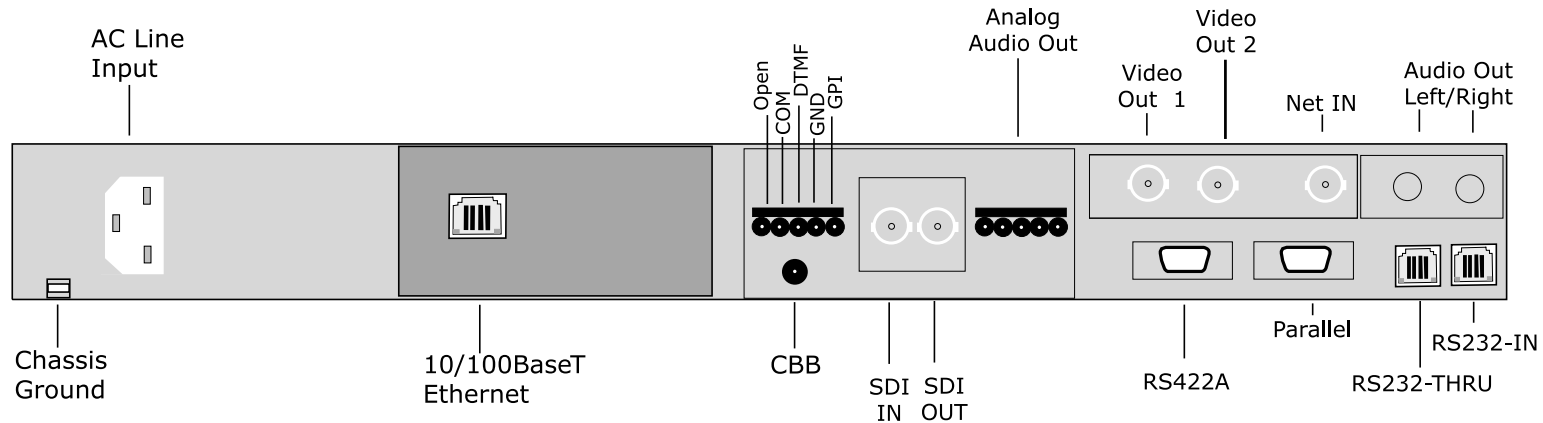 AC Line
Input
Open
COM
DTMF
GND
GPI
Analog
Audio Out
Video
Out 1
Video
Out 2
Net IN
Audio Out
Left/Right
Chassis
Ground
10/100BaseT
Ethernet
CBB
SDI
IN
SDI
OUT
RS422A
Parallel
RS232-THRU
RS232-IN